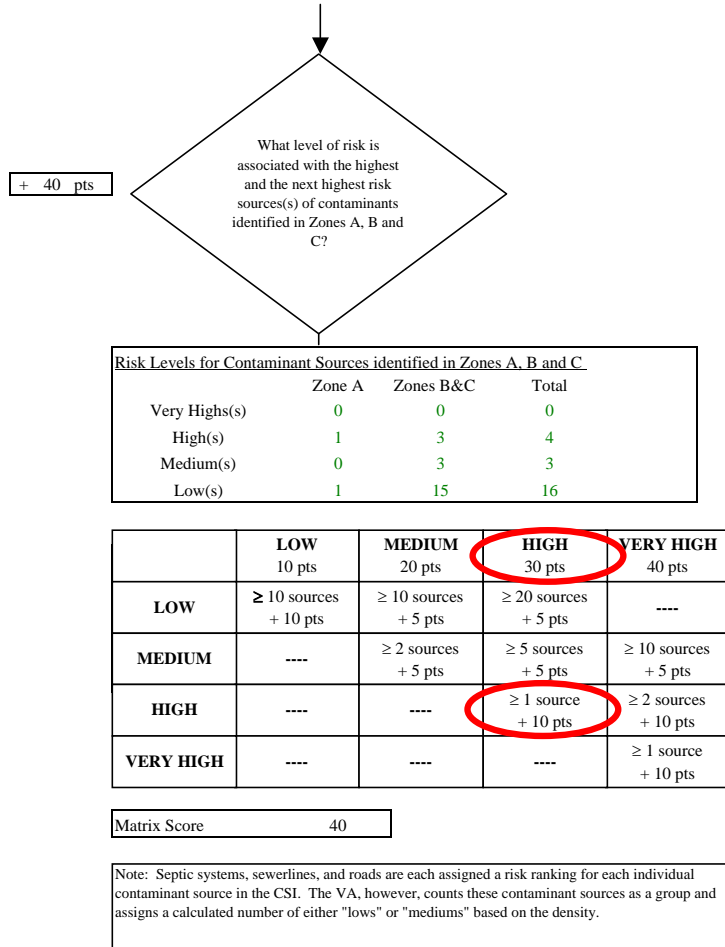 What level of risk is
associated with the highest
and the next highest risk
sources(s) of contaminants
identified in Zones A, B and
C?
+ 40 pts
Risk Levels for Contaminant Sources identified in Zones A, B and C
Zone A Zones B&C Total
Very Highs(s) 0 0 0
High(s) 1 3 4
Medium(s) 0 3 3
Low(s) 1 15 16
LOW MEDIUM HIGH VERY HIGH
10 pts 20 pts 30 pts 40 pts
LOW ≥ 10 sources ≥ 10 sources ≥ 20 sources ----
+ 10 pts + 5 pts + 5 pts
MEDIUM ---- ≥ 2 sources ≥ 5 sources ≥ 10 sources
+ 5 pts + 5 pts + 5 pts
HIGH ---- ---- ≥ 1 source ≥ 2 sources
+ 10 pts + 10 pts
VERY HIGH ---- ---- ---- ≥ 1 source
+ 10 pts
Matrix Score 40
Note: Septic systems, sewerlines, and roads are each assigned a risk ranking for each individual
contaminant source in the CSI. The VA, however, counts these contaminant sources as a group and
assigns a calculated number of either "lows" or "mediums" based on the density.